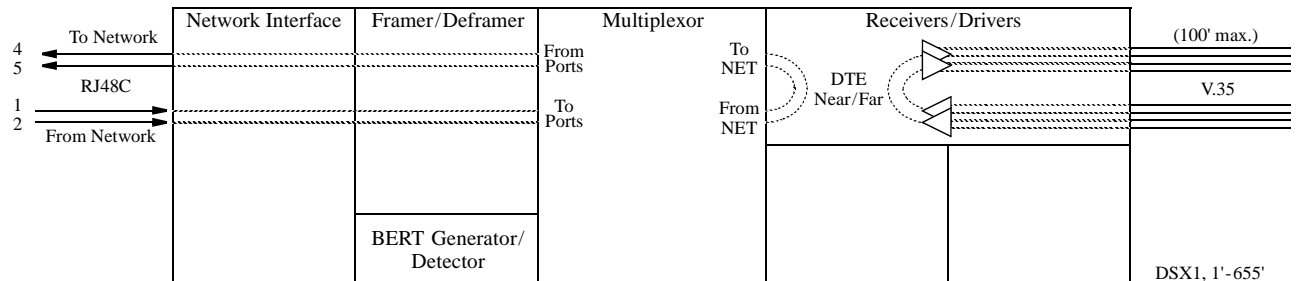 Network Interface
Framer/Deframer
Multiplexor
Receivers/Drivers
4
To Network
5
RJ48C
1
2
From Network
From
Ports
To
Ports
To
NET
From
NET
DTE
Near/Far
(100' max.)
V.35
BERT Generator/
Detector
DSX1, 1'-655'